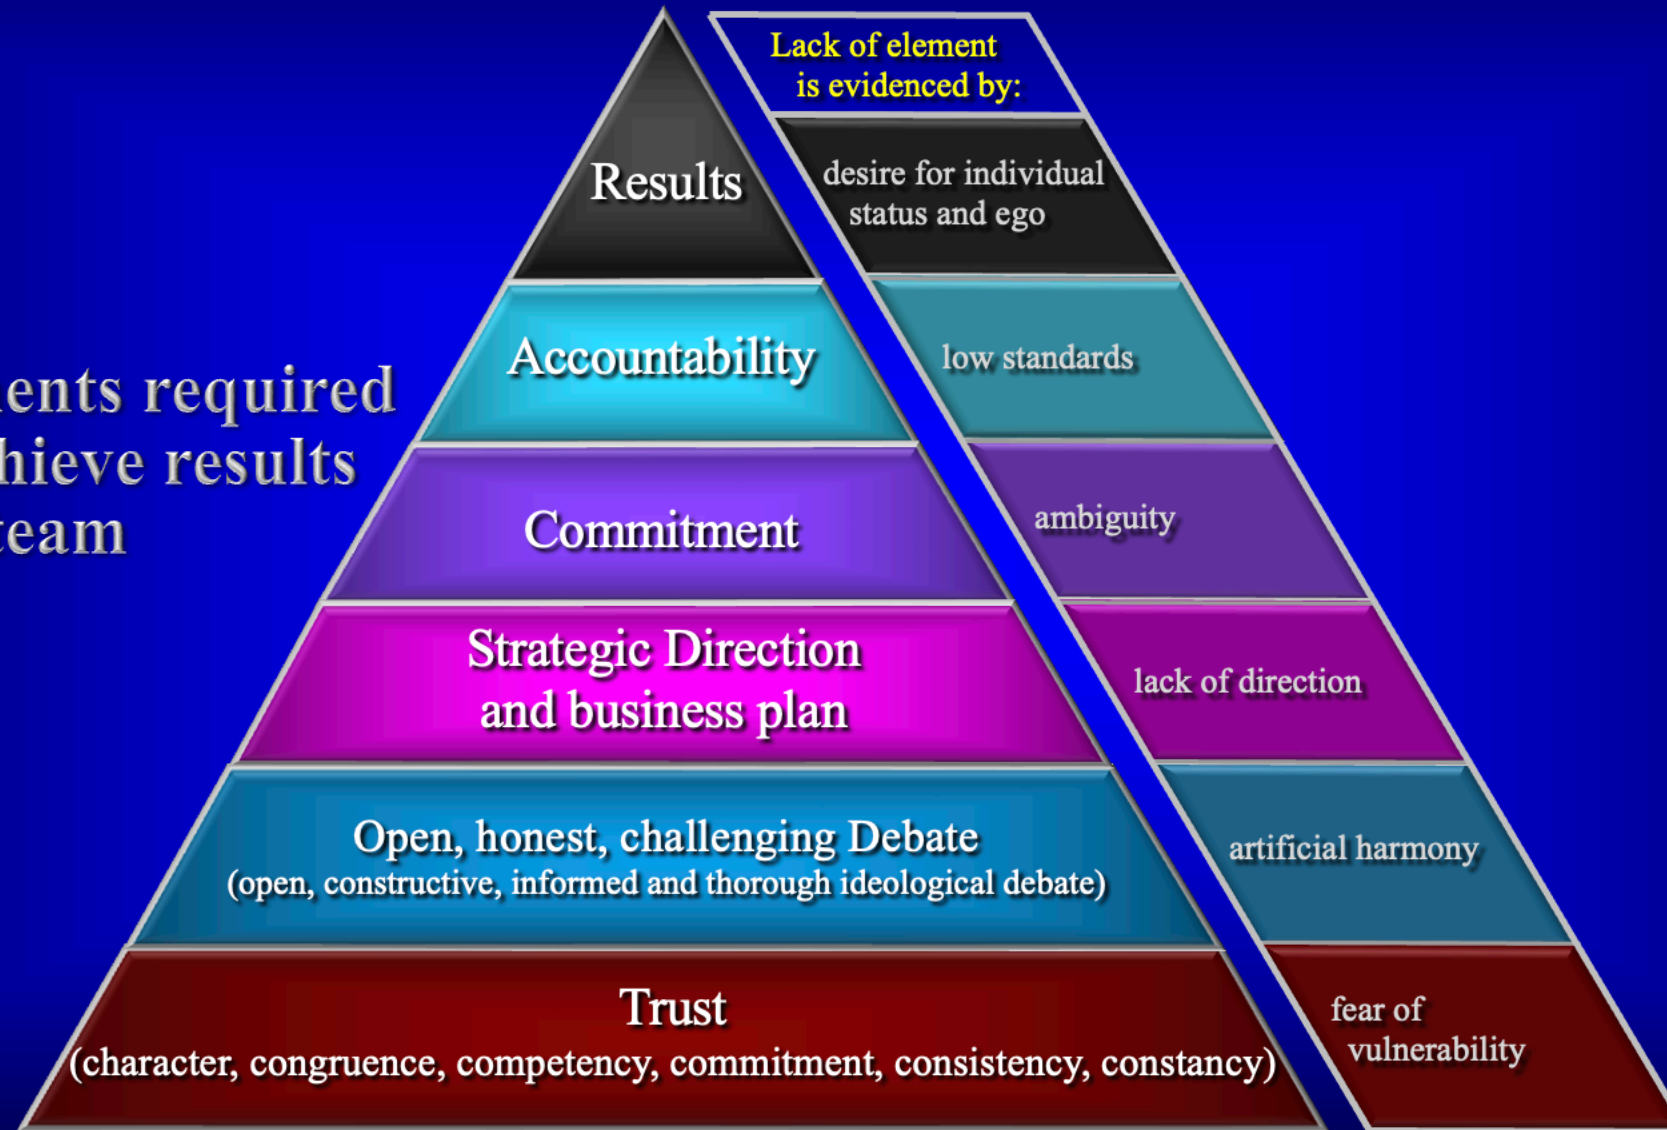 required
results
team
Lack of element
is evidenced by:
Results
desire for individual
status and ego
Accountability
low standards
Commitment
ambiguity
Strategic Direction
and business plan
lack of direction
Open, honest, challenging Debate
(open, constructive, informed and thorough ideological debate)
artificial harmony
Trust
(character, congruence, competency, commitment, consistency, constancy)
fear of
vulnerability